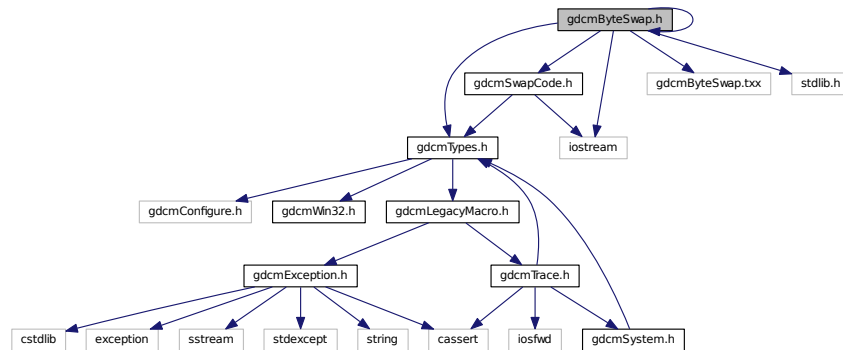 gdcmByteSwap.h
gdcmSwapCode.h
gdcmByteSwap.txx
stdlib.h
gdcmTypes.h
iostream
gdcmConfigure.h
gdcmWin32.h
gdcmLegacyMacro.h
gdcmException.h
gdcmTrace.h
cstdlib
exception
sstream
stdexcept
string
cassert
iosfwd
gdcmSystem.h